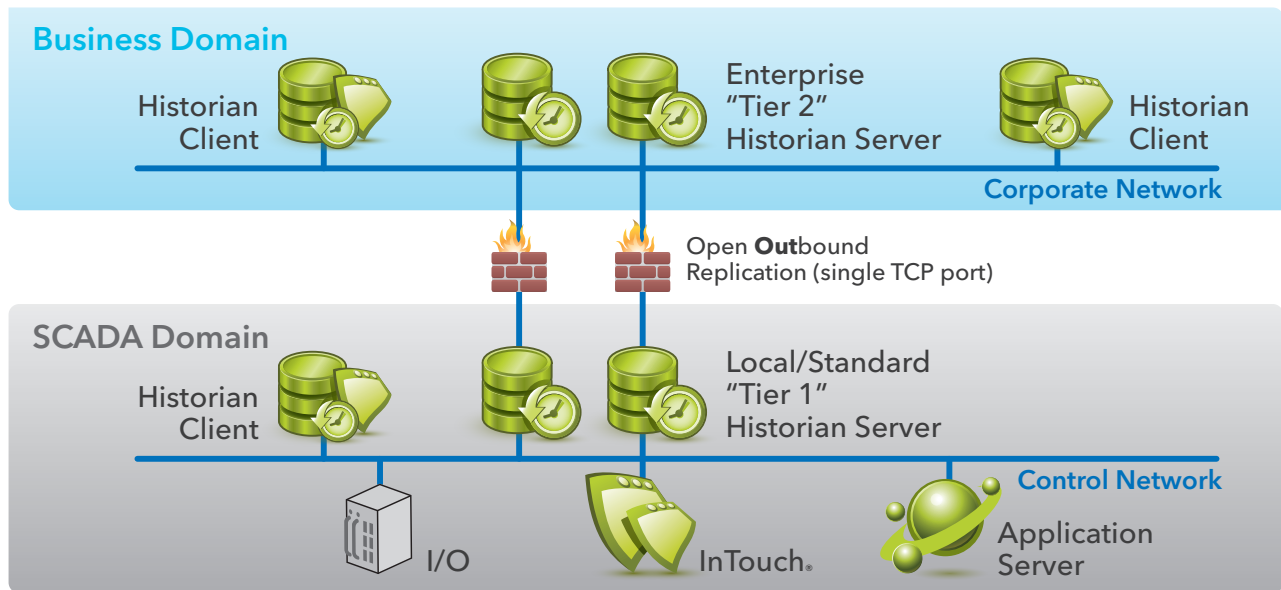 Business Domain
Historian
Client
Enterprise
“Tier 2”
Historian Server
Historian
Client
Corporate Network
Open Outbound
Replication (single TCP port)
SCADA Domain
Historian
Client
Local/Standard
“Tier 1”
Historian Server
Control Network
I/O
InTouch®
Application
Server